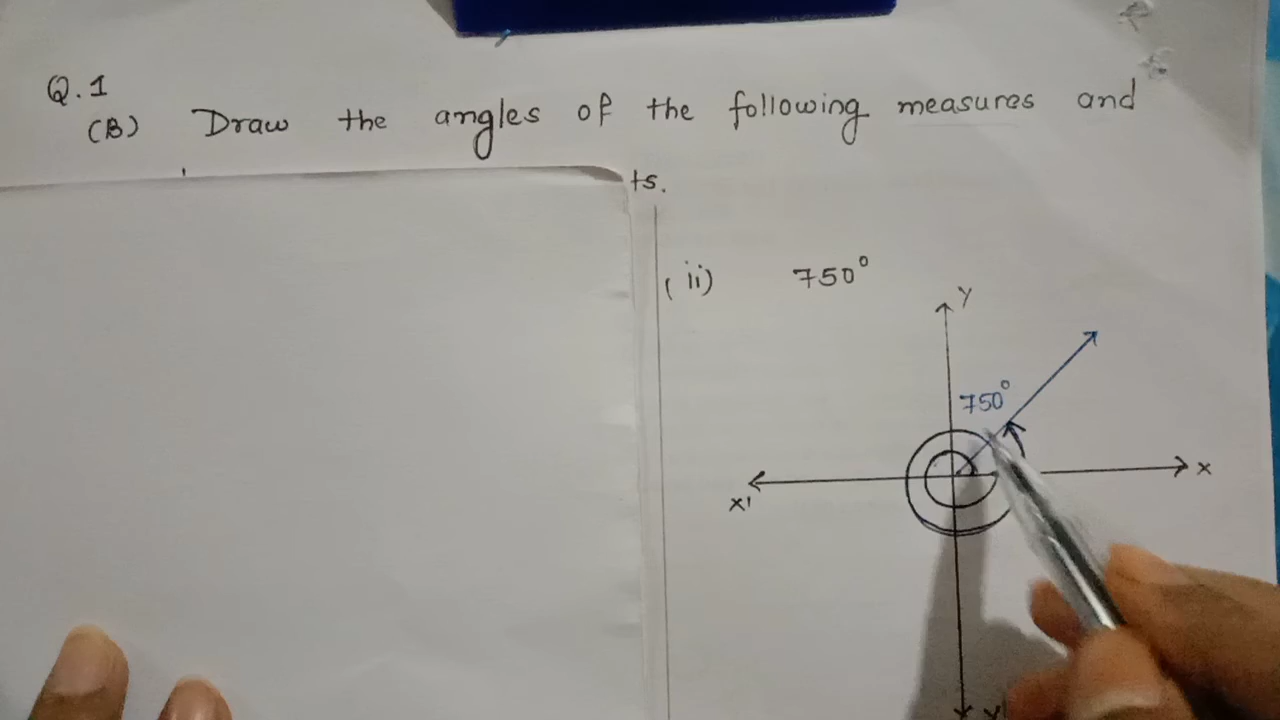 Q.1
(B) Draw the angles of the following measures and
ts.
(ii) 750°
Y
750°
X' X